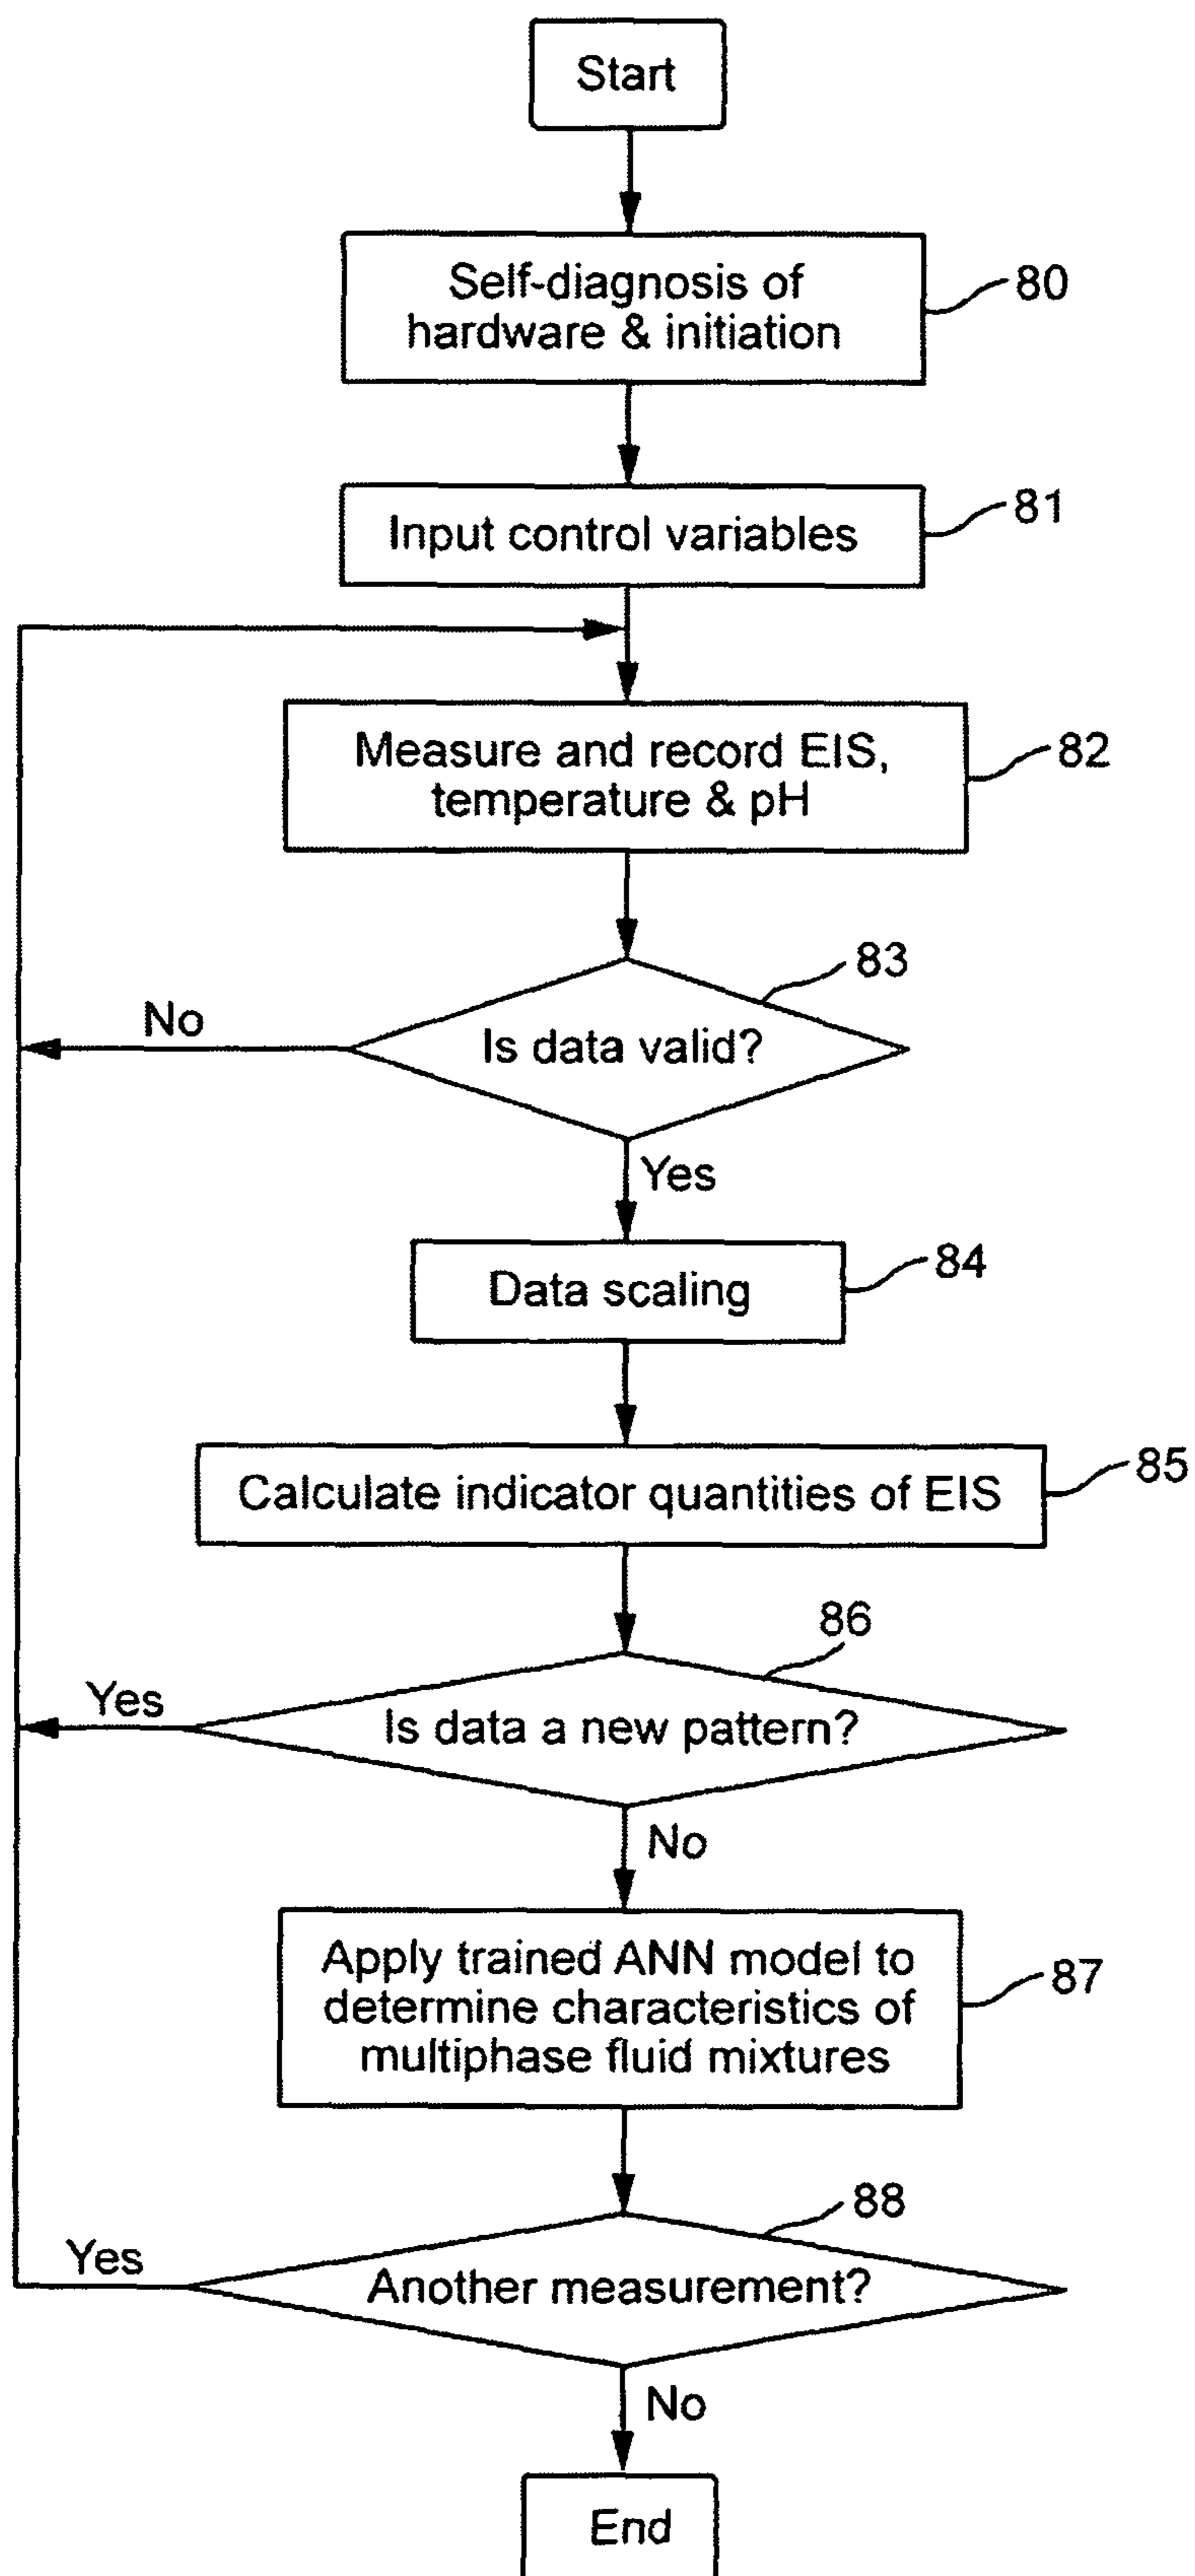 Start
Self-diagnosis of
hardware & initiation
80
Input control variables
81
Measure and record EIS,
temperature & pH
82
83
No
Is data valid?
Yes
Data scaling
84
Calculate indicator quantities of EIS
85
86
Yes
Is data a new pattern?
No
Apply trained ANN model to
determine characteristics of
multiphase fluid mixtures
87
88
Yes
Another measurement?
No
End